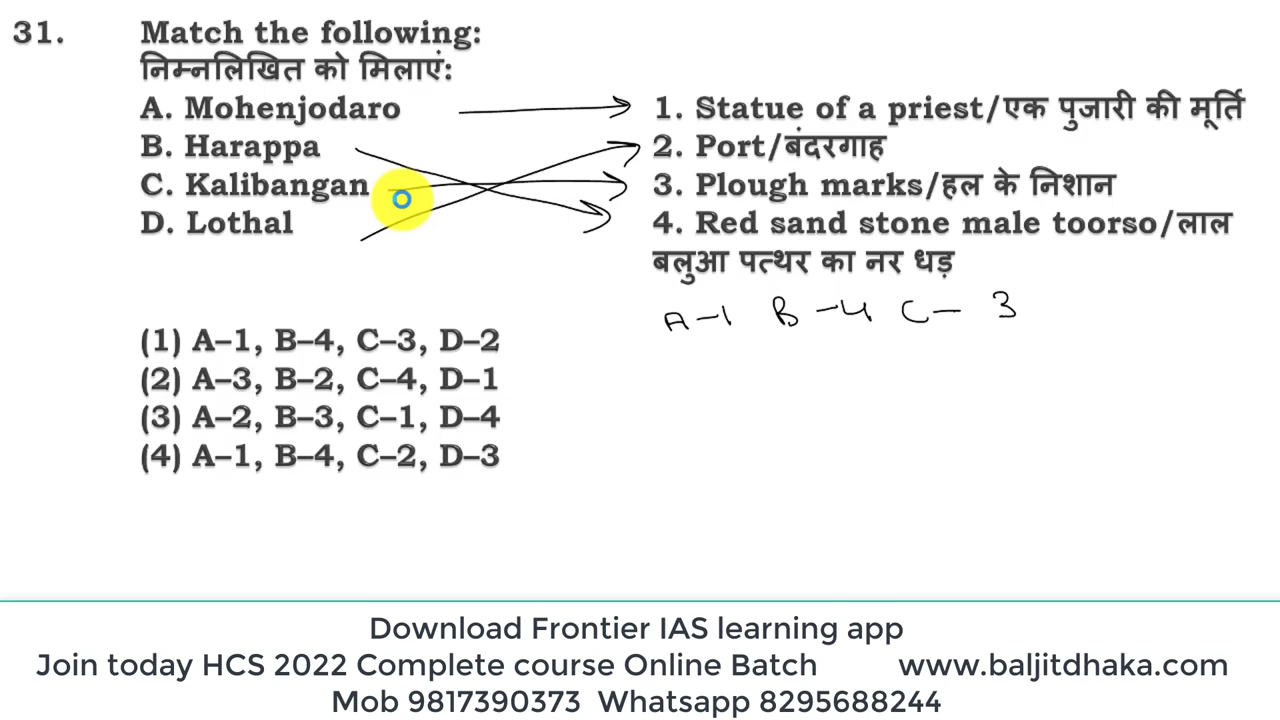 31. Match the following:
निम्नलिखित को मिलाएं:
A. Mohenjodaro 1. Statue of a priest/एक पुजारी की मूर्ति
B. Harappa 2. Port/बंदरगाह
C. Kalibangan 3. Plough marks/हल के निशान
D. Lothal 4. Red sand stone male toorso/लाल
बलुआ पत्थर का नर धड़
A-1 B-4 C- 3
(1) A–1, B–4, C–3, D–2
(2) A–3, B–2, C–4, D–1
(3) A–2, B–3, C–1, D–4
(4) A–1, B–4, C–2, D–3
Download Frontier IAS learning app
Join today HCS 2022 Complete course Online Batch www.baljitdhaka.com
Mob 9817390373 Whatsapp 8295688244